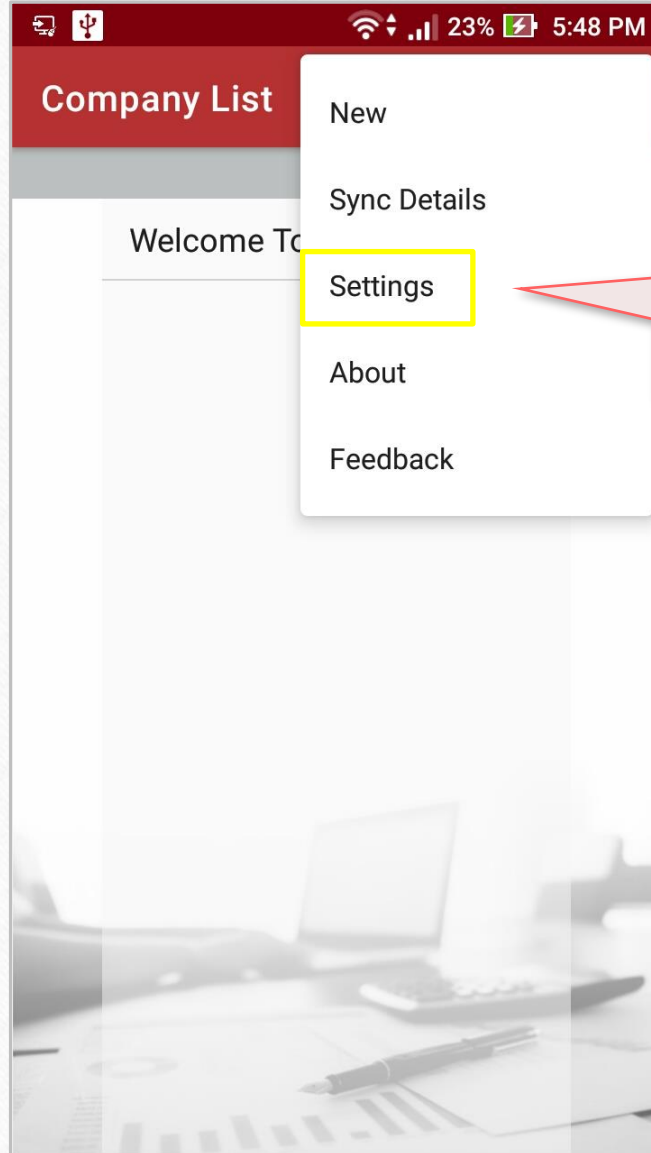 23% 5:48 PM
Company List
New
Sync Details
Welcome To
Settings
About
Feedback